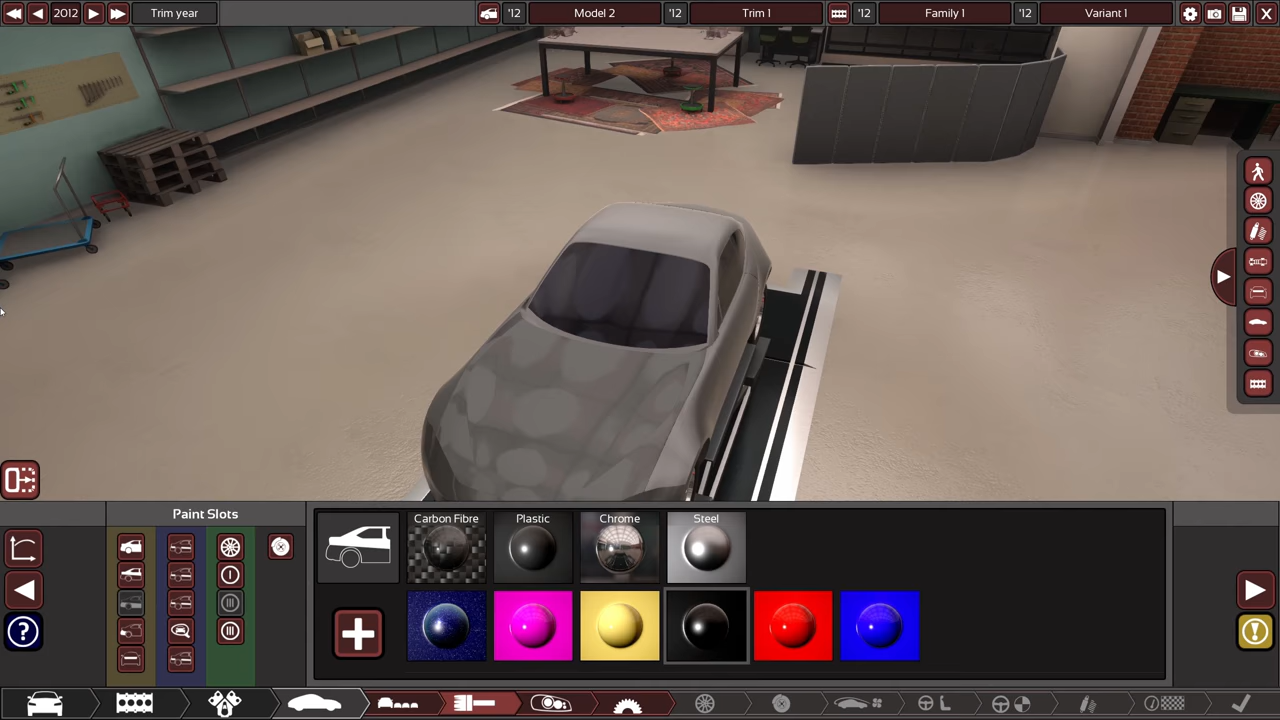 2012 Trim year '12 Model 2 '12 Trim 1 '12 Family 1 '12 Variant 1
Paint Slots
Carbon Fibre Plastic Chrome Steel